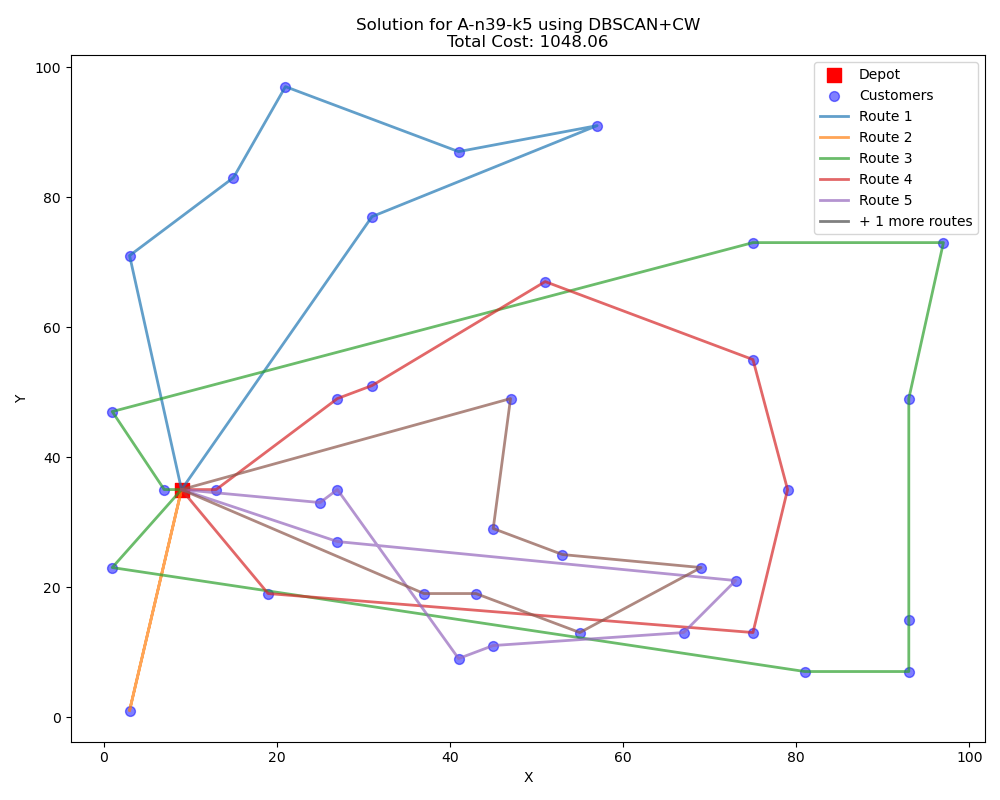 Solution for A-n39-k5 using DBSCAN+CW
Total Cost: 1048.06
Depot
Customers
Route 1
Route 2
Route 3
Route 4
Route 5
+ 1 more routes
Y
100
80
60
40
20
0
0 20 40 60 80 100
X